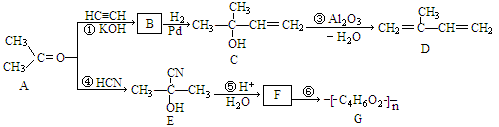 HC≡CH
① KOH
B
H₂
Pd
CH₃
CH₃-C-CH=CH₂
OH
C
③ Al₂O₃
-H₂O
CH₃
CH₂=C-CH=CH₂
D
CH₃
C=O
CH₃
A
④ HCN
CN
CH₃-C-CH₃
OH
E
⑤ H⁺
H₂O
F
⑥
-[-C₄H₆O₂-]-n
G